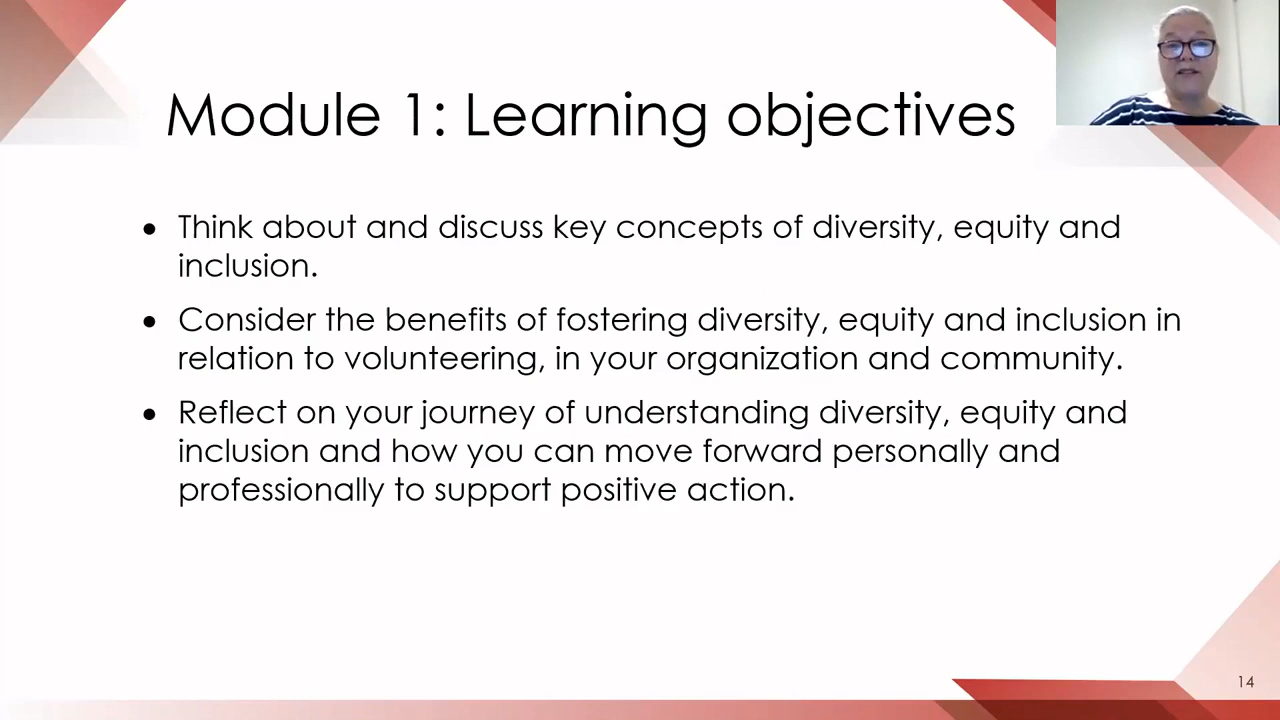 Module 1: Learning objectives
• Think about and discuss key concepts of diversity, equity and
inclusion.
• Consider the benefits of fostering diversity, equity and inclusion in
relation to volunteering, in your organization and community.
• Reflect on your journey of understanding diversity, equity and
inclusion and how you can move forward personally and
professionally to support positive action.
14